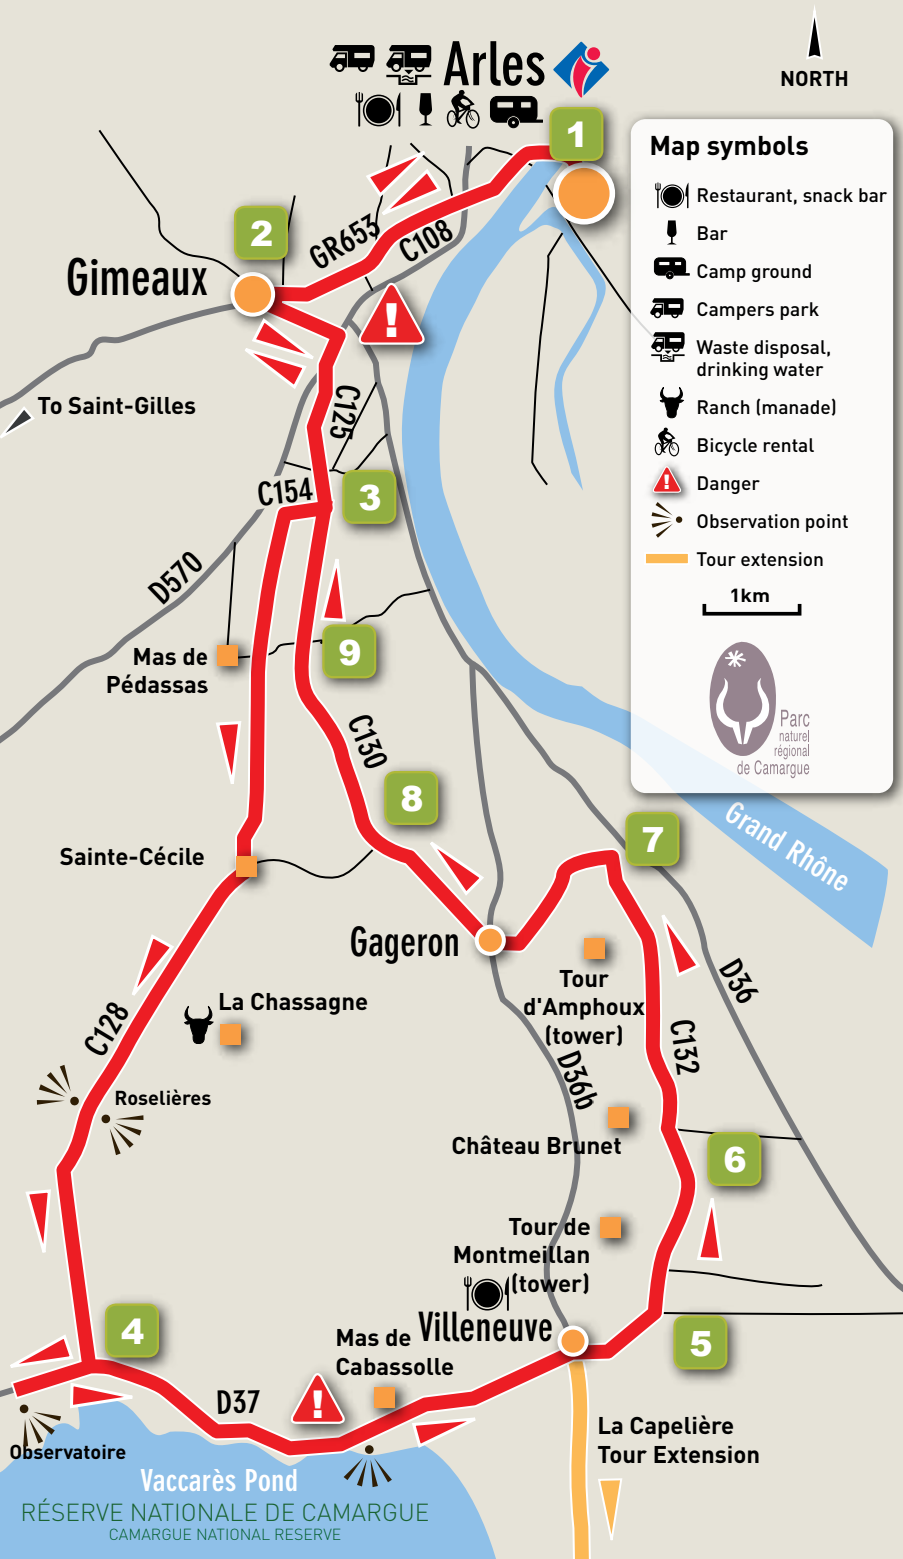 Arles
NORTH
1
Map symbols
Restaurant, snack bar
Bar
Camp ground
Campers park
Waste disposal,
drinking water
Ranch (manade)
Bicycle rental
! Danger
Observation point
Tour extension
1km
Parc
naturel
régional
de Camargue
2
GR653
C108
Gimeaux
!
To Saint-Gilles
C125
C154
3
D570
Mas de
Pédassas
9
C130
8
Grand Rhône
7
Sainte-Cécile
Gageron
Tour
d'Amphoux
(tower)
D36
La Chassagne
C128
C132
D36b
Roselières
Château Brunet
6
Tour de
Montmeillan
(tower)
4
Villeneuve
5
Mas de
Cabassolle
D37
!
La Capelière
Tour Extension
Observatoire
Vaccarès Pond
RÉSERVE NATIONALE DE CAMARGUE
CAMARGUE NATIONAL RESERVE